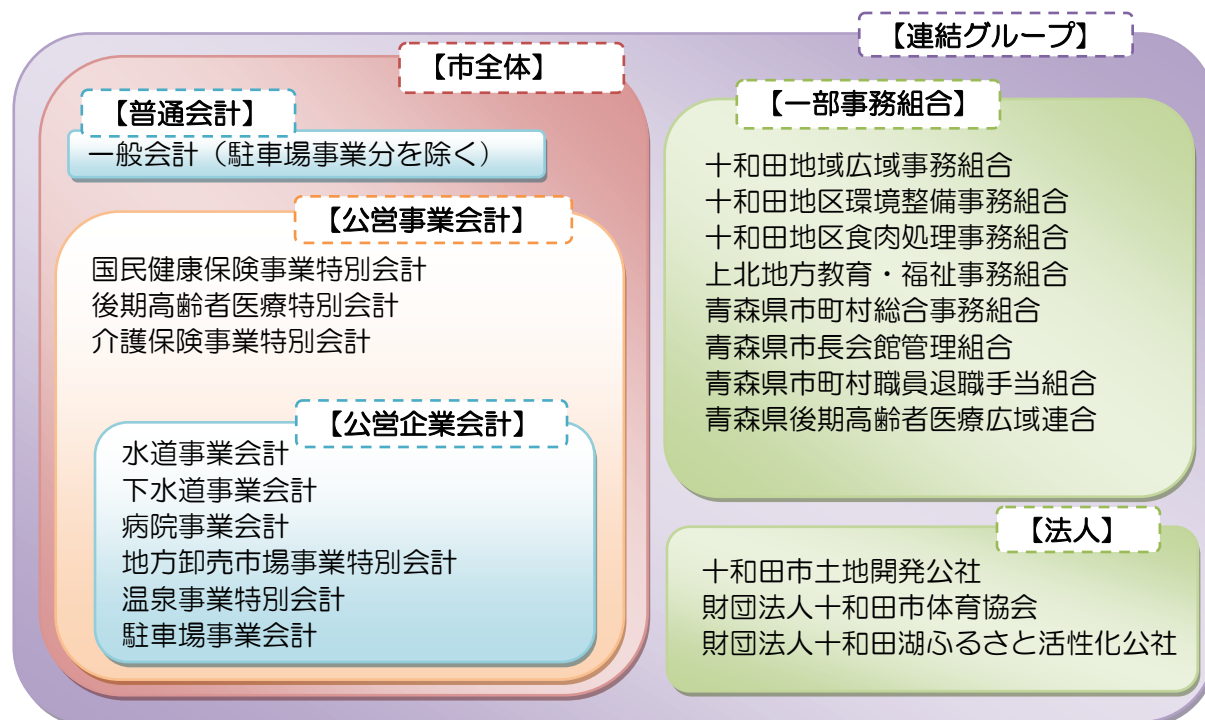 【連結グループ】
【市全体】
【普通会計】
一般会計（駐車場事業分を除く）
【公営事業会計】
国民健康保険事業特別会計
後期高齢者医療特別会計
介護保険事業特別会計
【公営企業会計】
水道事業会計
下水道事業会計
病院事業会計
地方卸売市場事業特別会計
温泉事業特別会計
駐車場事業会計
【一部事務組合】
十和田地域広域事務組合
十和田地区環境整備事務組合
十和田地区食肉処理事務組合
上北地方教育・福祉事務組合
青森県市町村総合事務組合
青森県市長会館管理組合
青森県市町村職員退職手当組合
青森県後期高齢者医療広域連合
【法人】
十和田市土地開発公社
財団法人十和田市体育協会
財団法人十和田湖ふるさと活性化公社